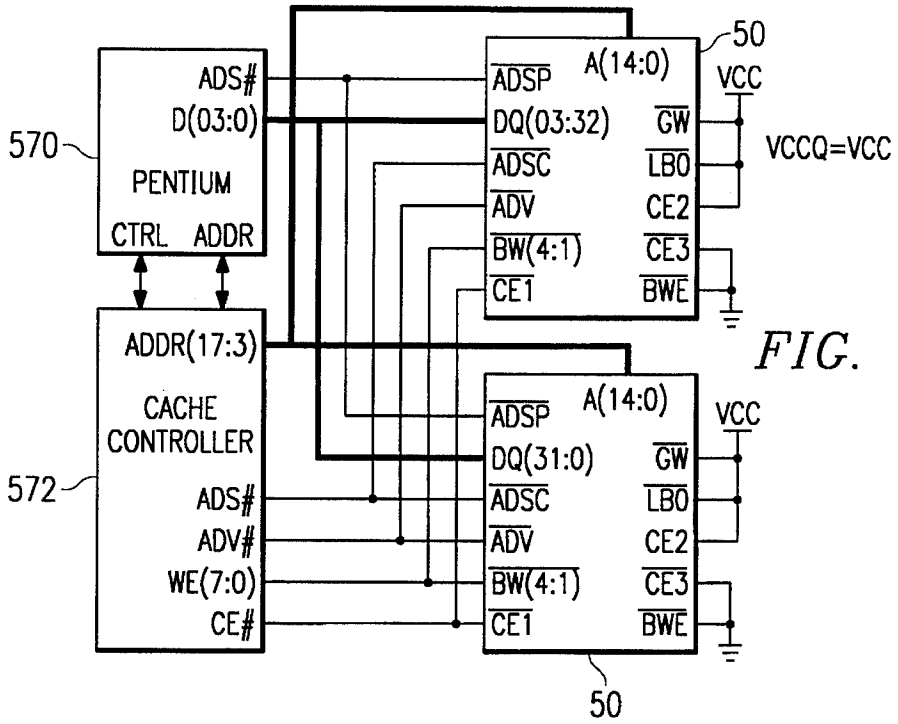 50
ADS#
D(03:0)
570
PENTIUM
CTRL ADDR
A(14:0)
ADSP
DQ(03:32)
ADSC
ADV
BW(4:1)
CE1
VCC
GW
LBO
CE2
CE3
BWE
VCCQ=VCC
FIG.
ADDR(17:3)
CACHE
CONTROLLER
572
ADS#
ADV#
WE(7:0)
CE#
A(14:0)
ADSP
DQ(31:0)
ADSC
ADV
BW(4:1)
CE1
VCC
GW
LBO
CE2
CE3
BWE
50